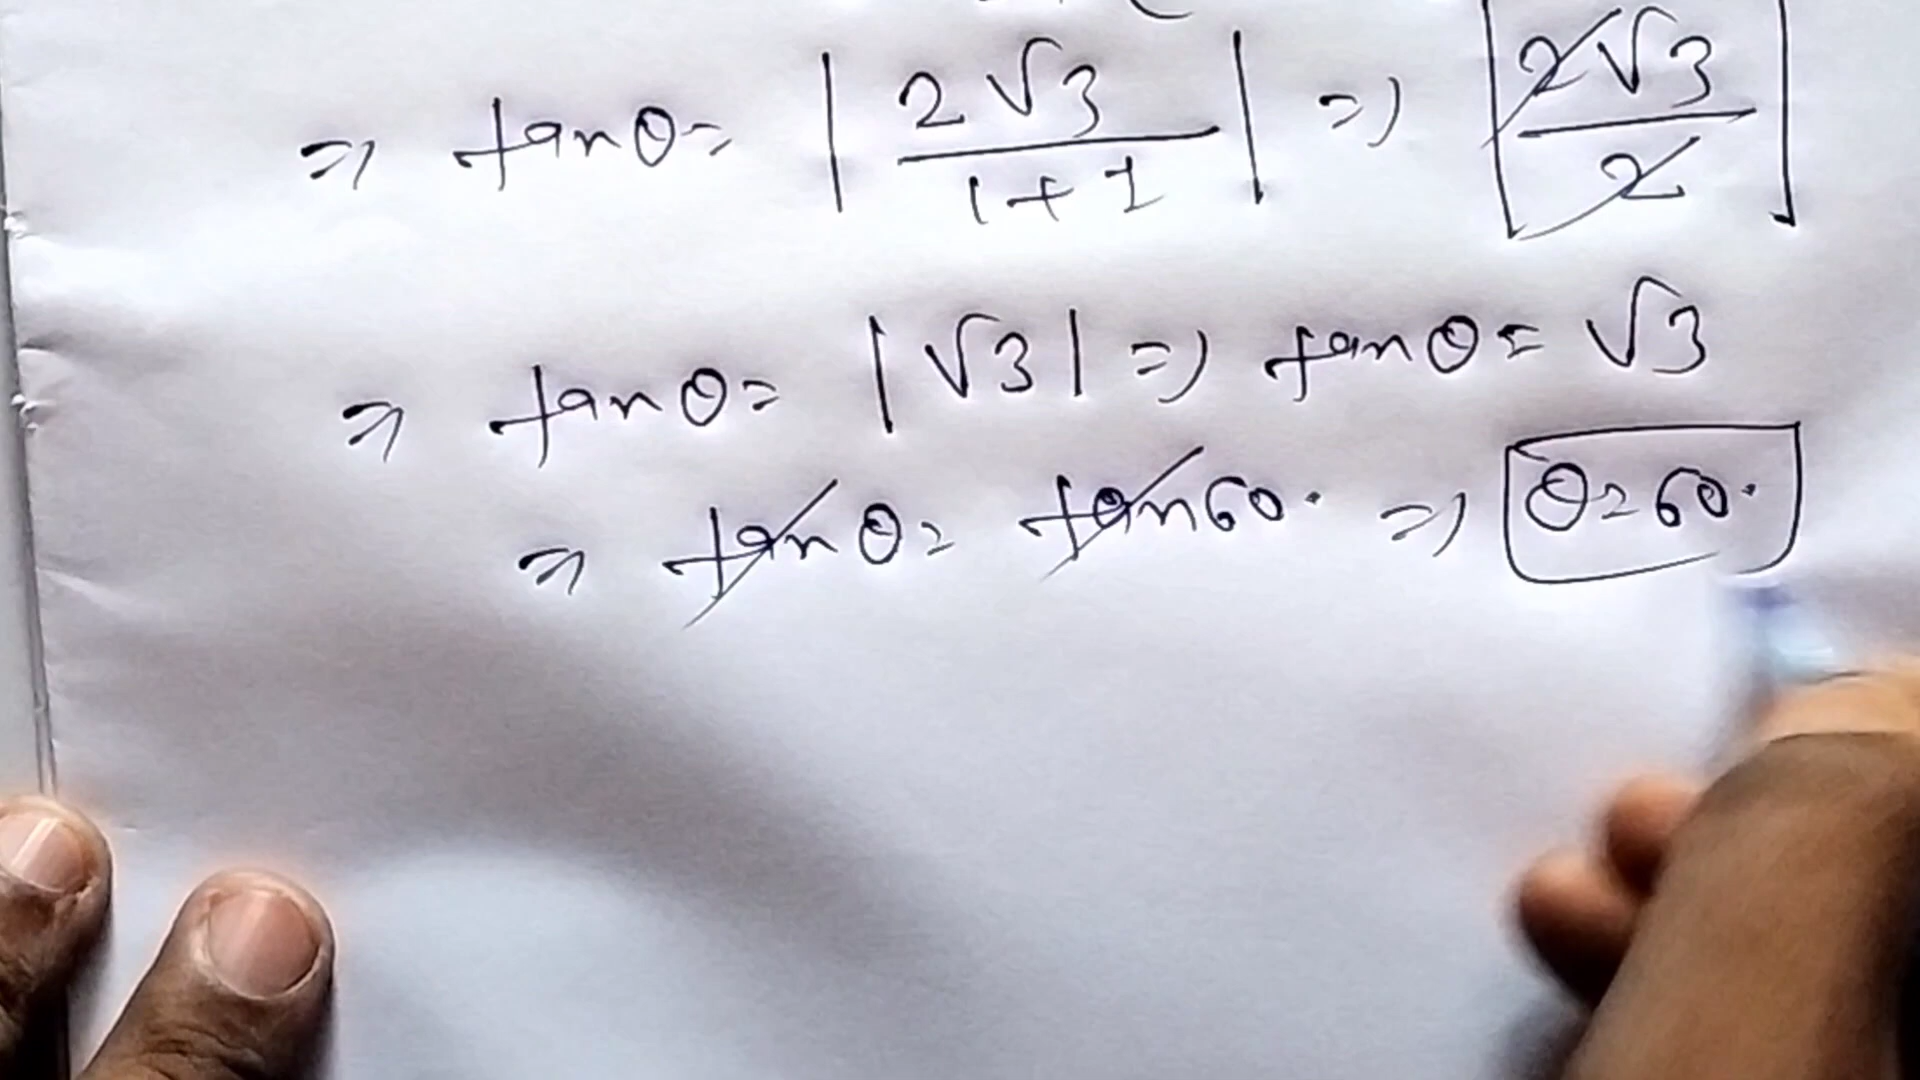 ⇒ tanθ = | 2√3 / 1+1 | ⇒ [ 2√3 / 2 ]
⇒ tanθ = |√3| ⇒ tanθ = √3
⇒ tanθ = tan60° ⇒ θ=60°